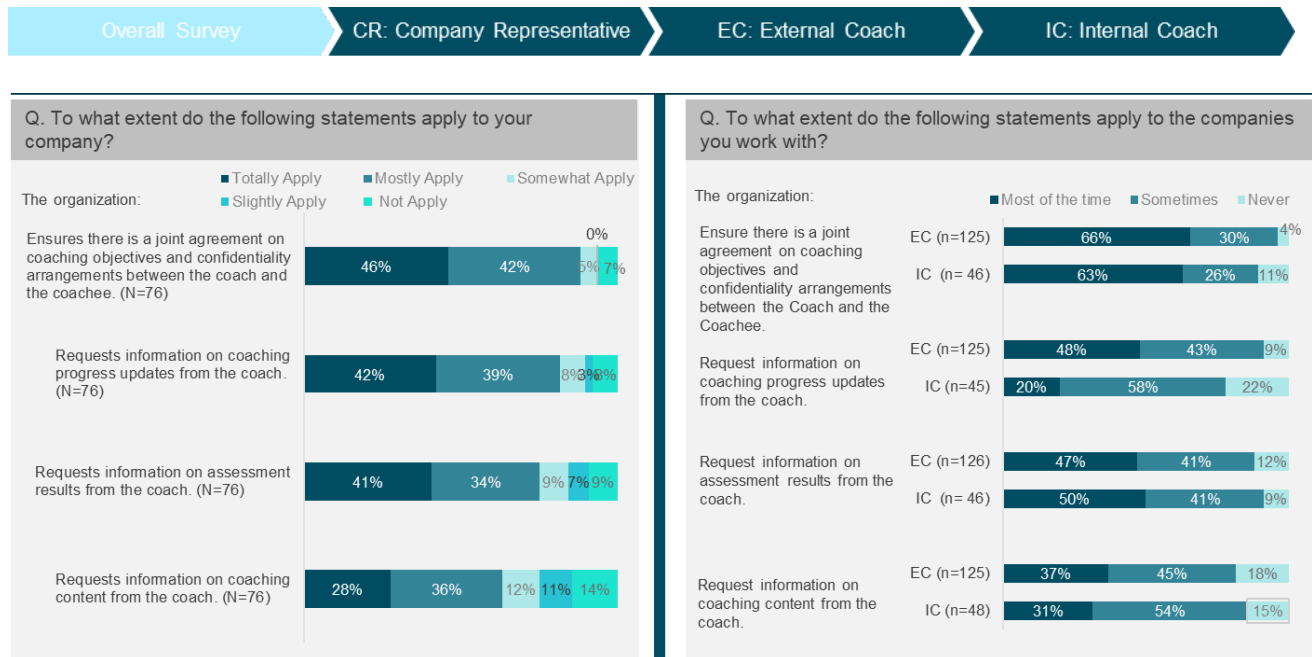 Overall Survey
CR: Company Representative
EC: External Coach
IC: Internal Coach
Q. To what extent do the following statements apply to your
company?
The organization:
Totally Apply
Mostly Apply
Somewhat Apply
Slightly Apply
Not Apply
Ensures there is a joint agreement on
coaching objectives and confidentiality
arrangements between the coach and
the coachee. (N=76)
46%
42%
5%
0%
7%
Requests information on coaching
progress updates from the coach.
(N=76)
42%
39%
8%
3%
8%
Requests information on assessment
results from the coach. (N=76)
41%
34%
9%
7%
9%
Requests information on coaching
content from the coach. (N=76)
28%
36%
12%
11%
14%
Q. To what extent do the following statements apply to the companies
you work with?
The organization:
Most of the time
Sometimes
Never
Ensure there is a joint
agreement on coaching
objectives and
confidentiality arrangements
between the Coach and the
Coachee.
EC (n=125)
66%
30%
4%
IC (n= 46)
63%
26%
11%
Request information on
coaching progress updates
from the coach.
EC (n=125)
48%
43%
9%
IC (n=45)
20%
58%
22%
Request information on
assessment results from the
coach.
EC (n=126)
47%
41%
12%
IC (n= 46)
50%
41%
9%
Request information on
coaching content from the
coach.
EC (n=125)
37%
45%
18%
IC (n=48)
31%
54%
15%